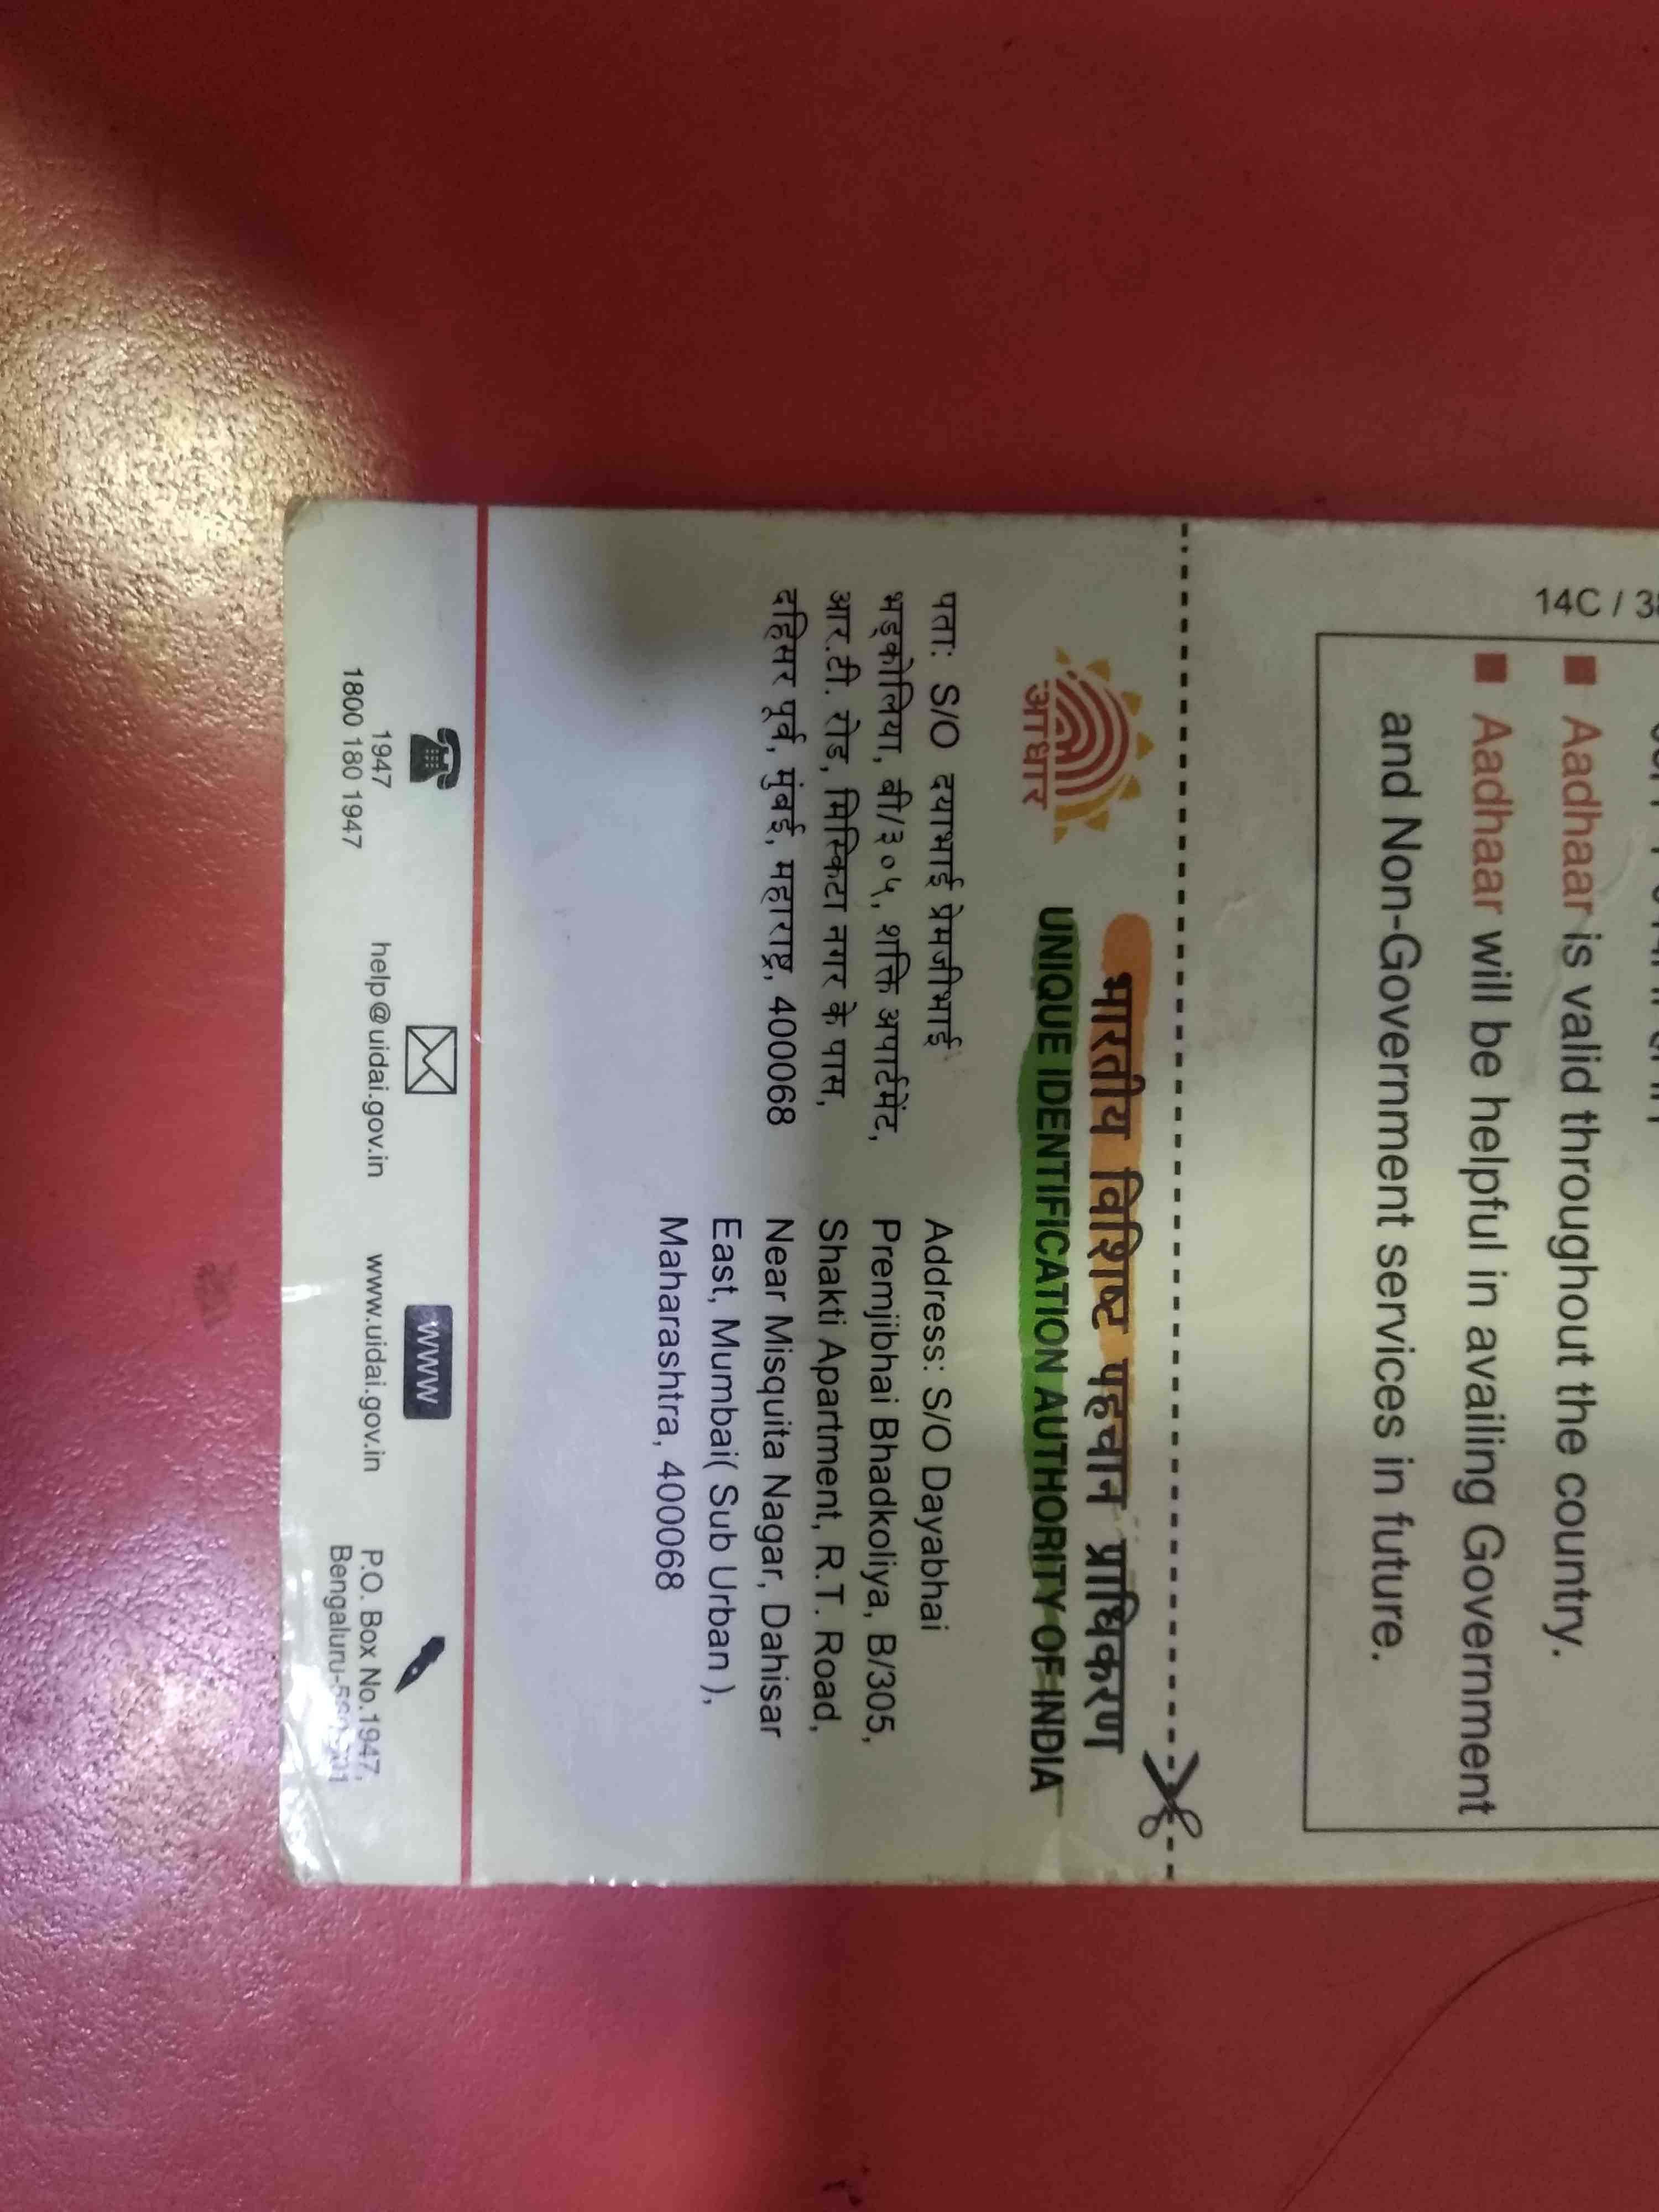 14C / 3
Aadhaar is valid throughout the country.
Aadhaar will be helpful in availing Government
and Non-Government services in future.
भारतीय विशिष्ट पहचान प्राधिकरण
UNIQUE IDENTIFICATION AUTHORITY OF INDIA
आधार
पता: S/O दयाभाई प्रेमजीभाई
भड्कोलिया, बी/३०५, शक्ति अपार्टमेंट,
आर.टी. रोड, मिस्किटा नगर के पास,
दहिसर पूर्व, मुंबई, महाराष्ट्र, 400068
Address: S/O Dayabhai
Premjibhai Bhadkoliya, B/305,
Shakti Apartment, R.T. Road,
Near Misquita Nagar, Dahisar
East, Mumbai( Sub Urban ),
Maharashtra, 400068
1947
1800 180 1947
help@uidai.gov.in
www
www.uidai.gov.in
P.O. Box No.1947,
Bengaluru-